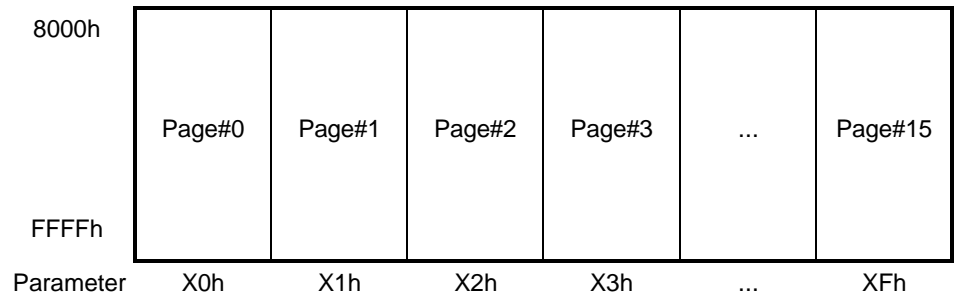 8000h
Page#0 Page#1 Page#2 Page#3 ... Page#15
FFFFh
Parameter X0h X1h X2h X3h ... XFh